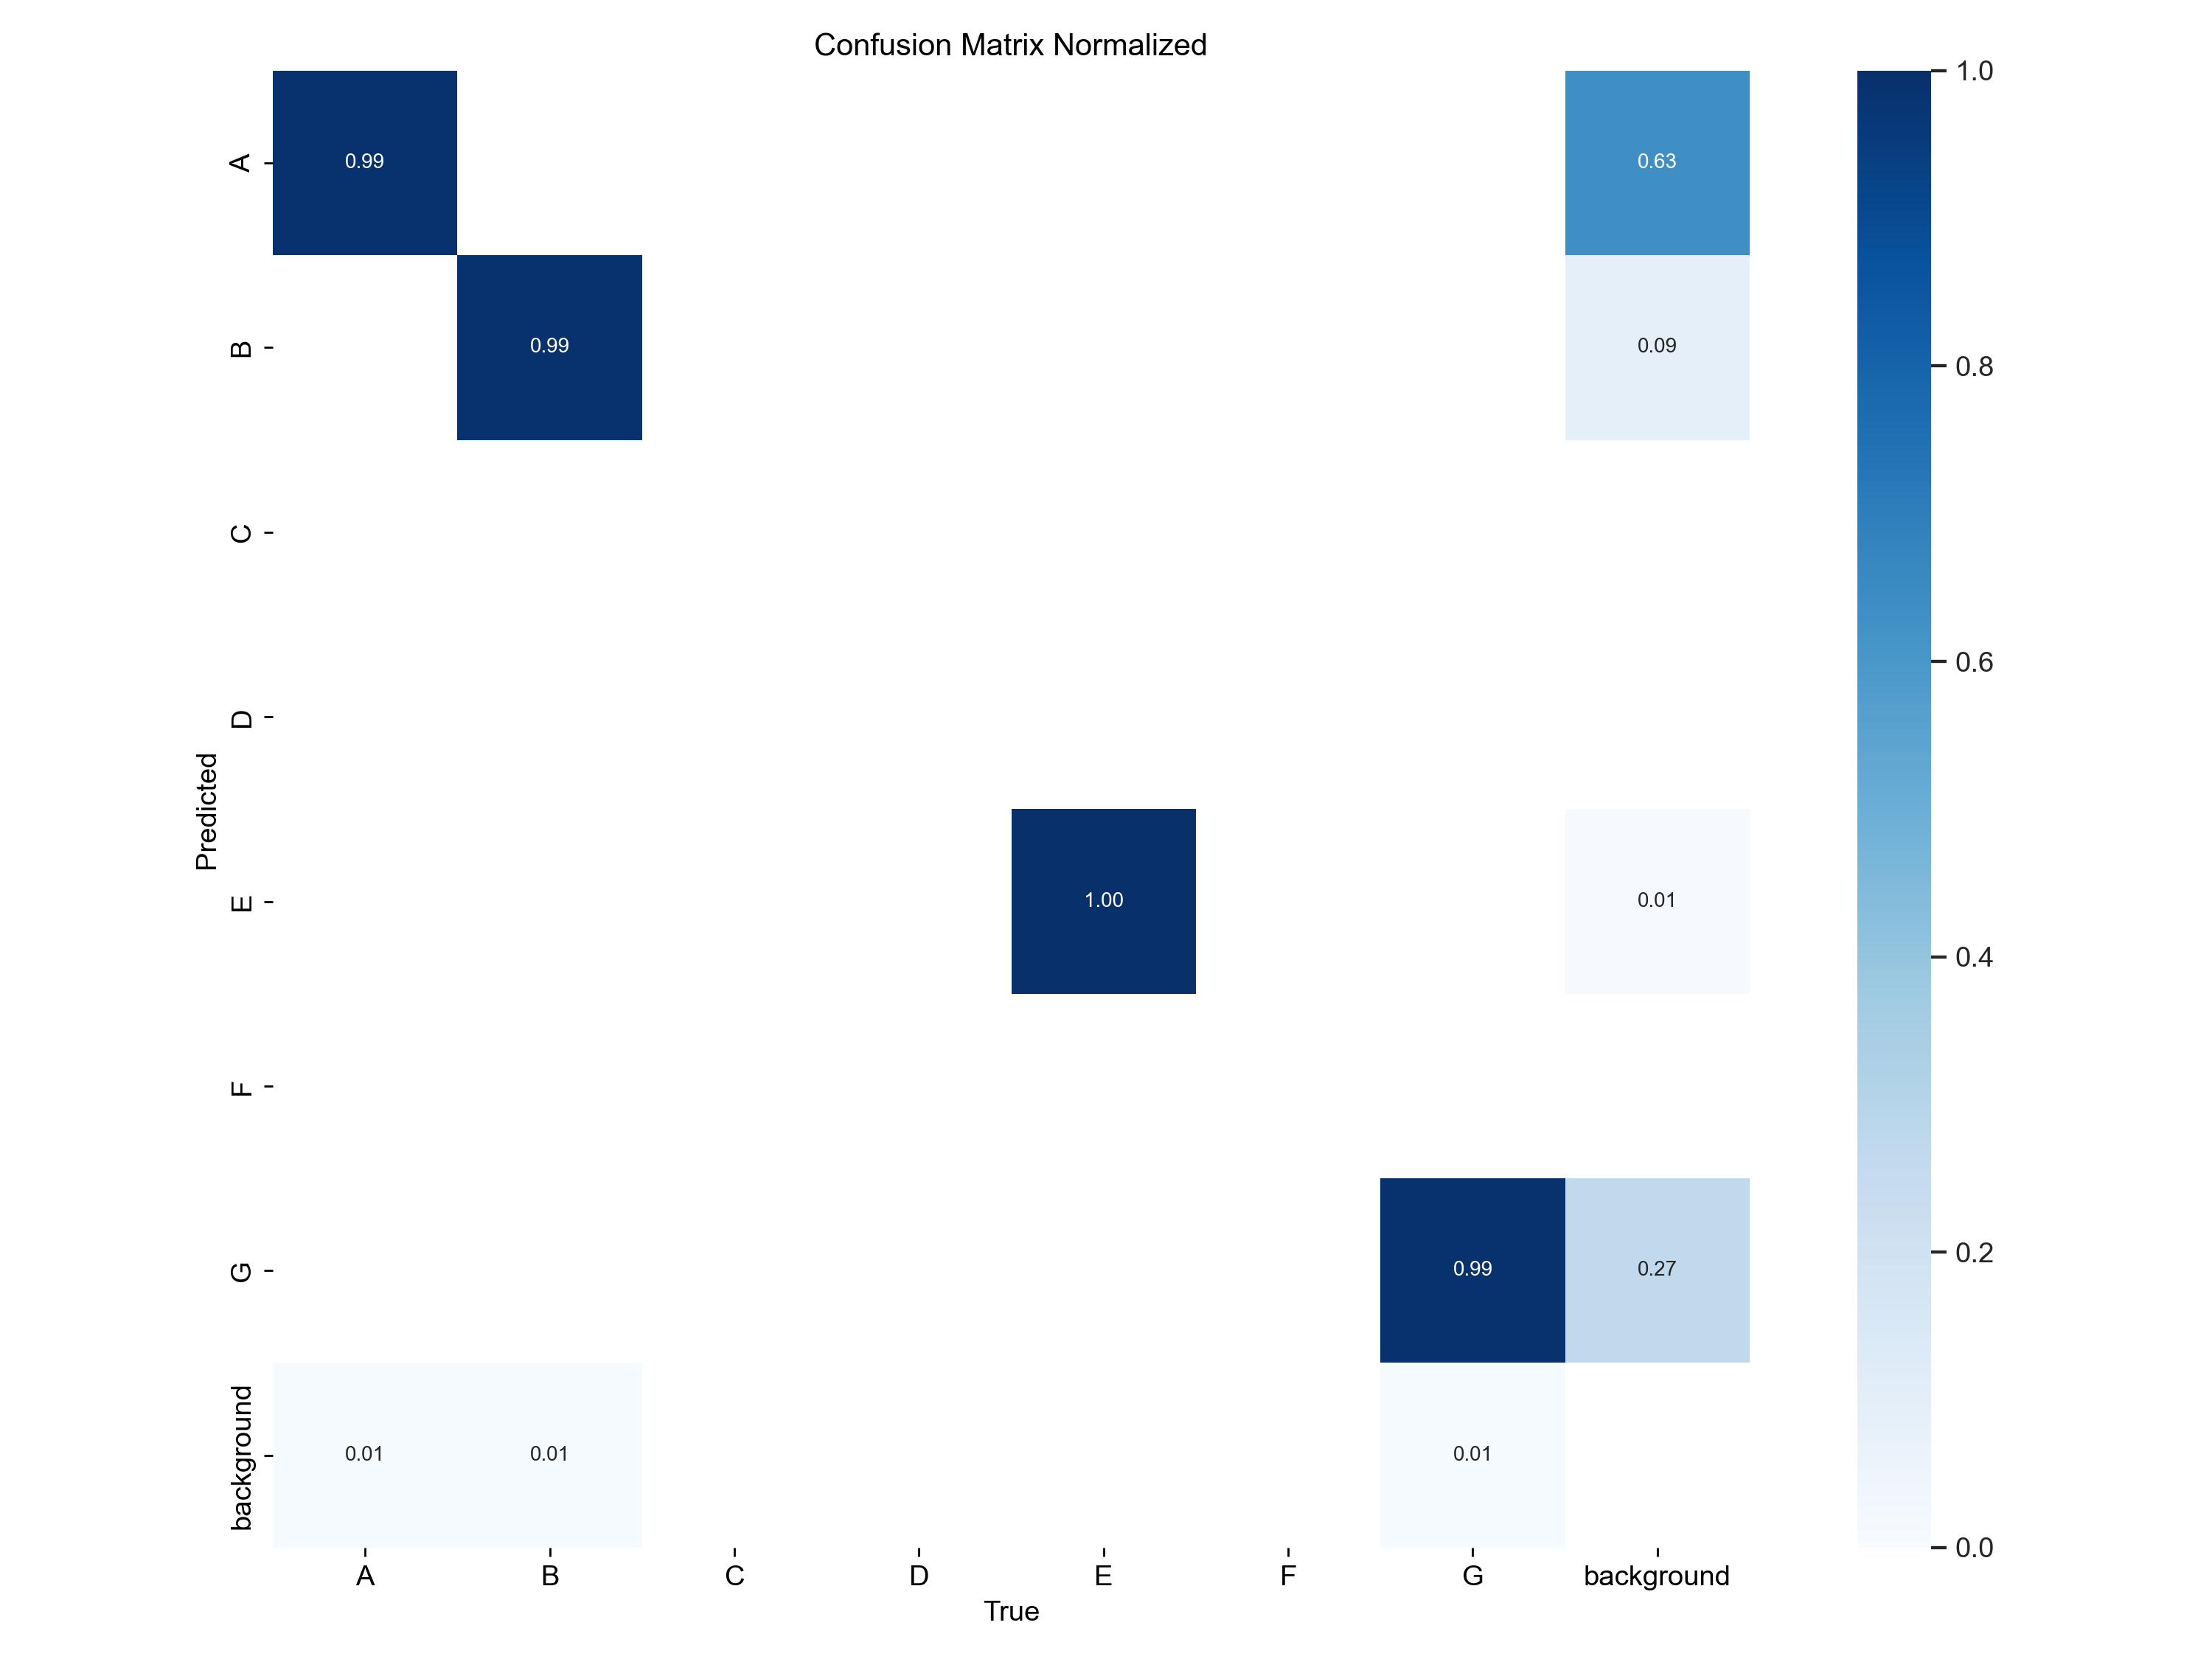 Confusion Matrix Normalized
A
0.99
0.63
1.0
B
0.99
0.09
0.8
C
0.6
D
Predicted
E
1.00
0.01
0.4
F
G
0.99
0.27
0.2
background
0.01
0.01
0.01
0.0
A B C D E F G background
True